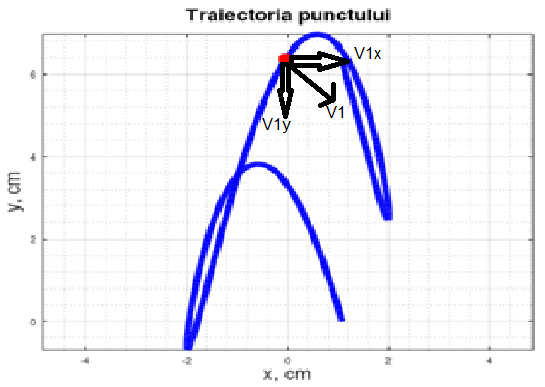 Traiectoria punctului
V1x
V1
V1y
6
4
2
0
y, cm
-4
-2
0
2
4
x, cm